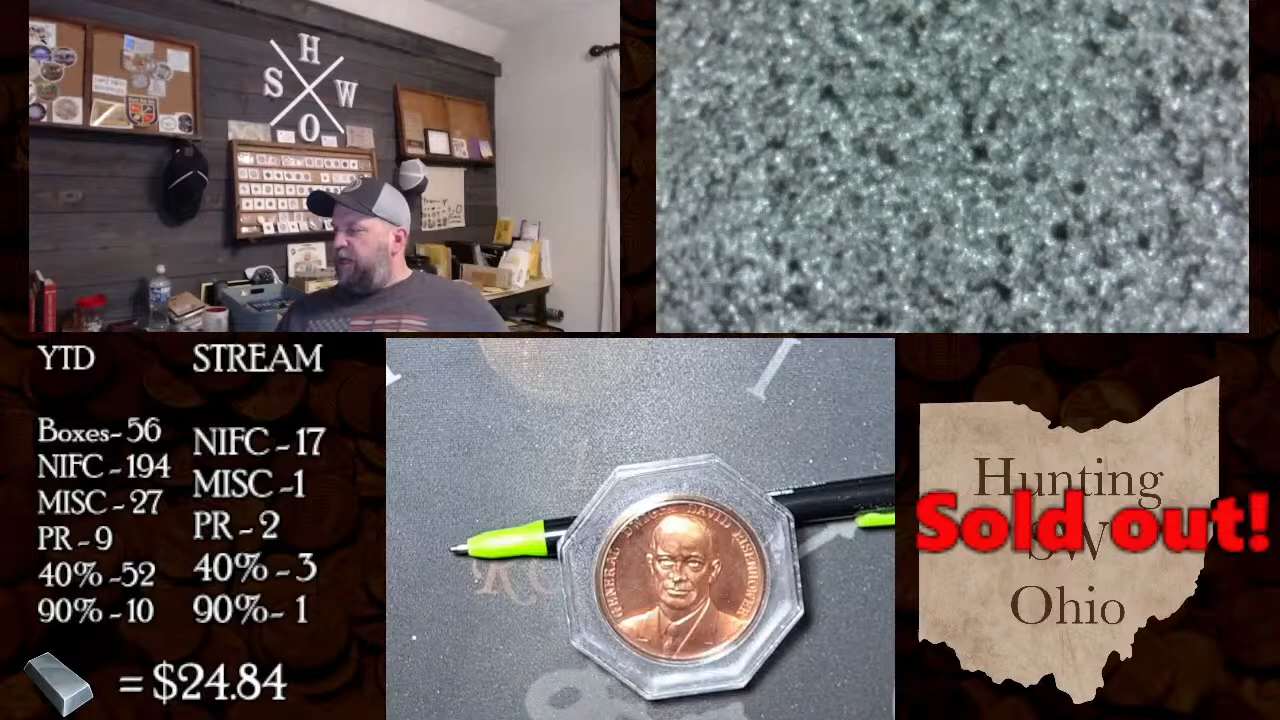 H
S W
O
YTD
Boxes- 56
NIFC - 194
MISC - 27
PR - 9
40% -52
90% -10
= $24.84
STREAM
NIFC - 17
MISC -1
PR - 2
40% - 3
90%- 1
GENERAL DWIGHT DAVID EISENHOWER
Hunting
SW
Ohio
Sold out!